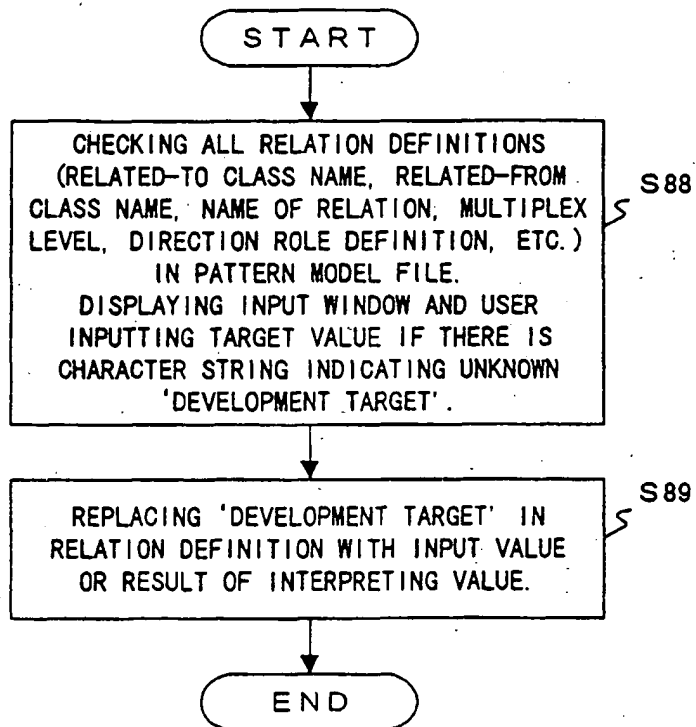 START
CHECKING ALL RELATION DEFINITIONS
(RELATED-TO CLASS NAME, RELATED-FROM
CLASS NAME, NAME OF RELATION, MULTIPLEX
LEVEL, DIRECTION ROLE DEFINITION, ETC.)
IN PATTERN MODEL FILE.
DISPLAYING INPUT WINDOW AND USER
INPUTTING TARGET VALUE IF THERE IS
CHARACTER STRING INDICATING UNKNOWN
'DEVELOPMENT TARGET'.
S88
REPLACING 'DEVELOPMENT TARGET' IN
RELATION DEFINITION WITH INPUT VALUE
OR RESULT OF INTERPRETING VALUE.
S89
END